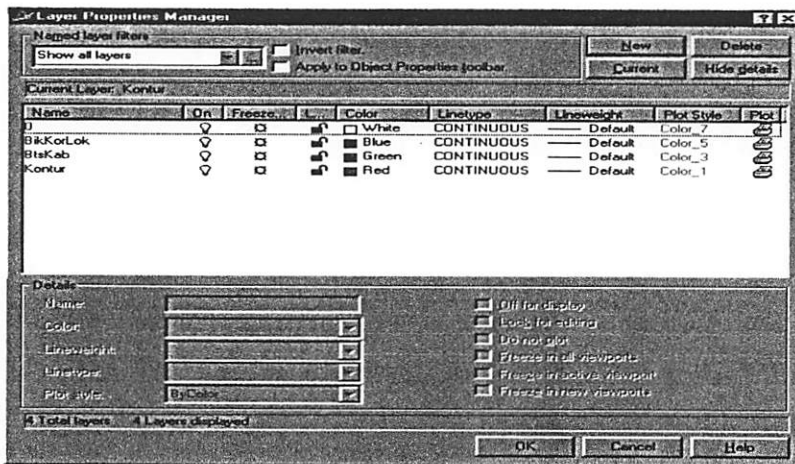 Layer Properties Manager
Named layer filters
Show all layers
...
Invert filter.
Apply to Object Properties toolbar
New
Delete
Current
Hide details
Current Layer: Kontur
Name On Freeze... L... Color Linetype Lineweight Plot Style Plot
White CONTINUOUS Default Color_7
BikKorLok Blue CONTINUOUS Default Color_5
BtsKab Green CONTINUOUS Default Color_3
Kontur Red CONTINUOUS Default Color_1
Details
Name:
Color:
Lineweight:
Linetype:
Plot style: ByColor
Off for display
Lock for editing
Do not plot
Freeze in all viewports
Freeze in active viewport
Freeze in new viewports
4 Total layers 4 Layers displayed
OK
Cancel
Help